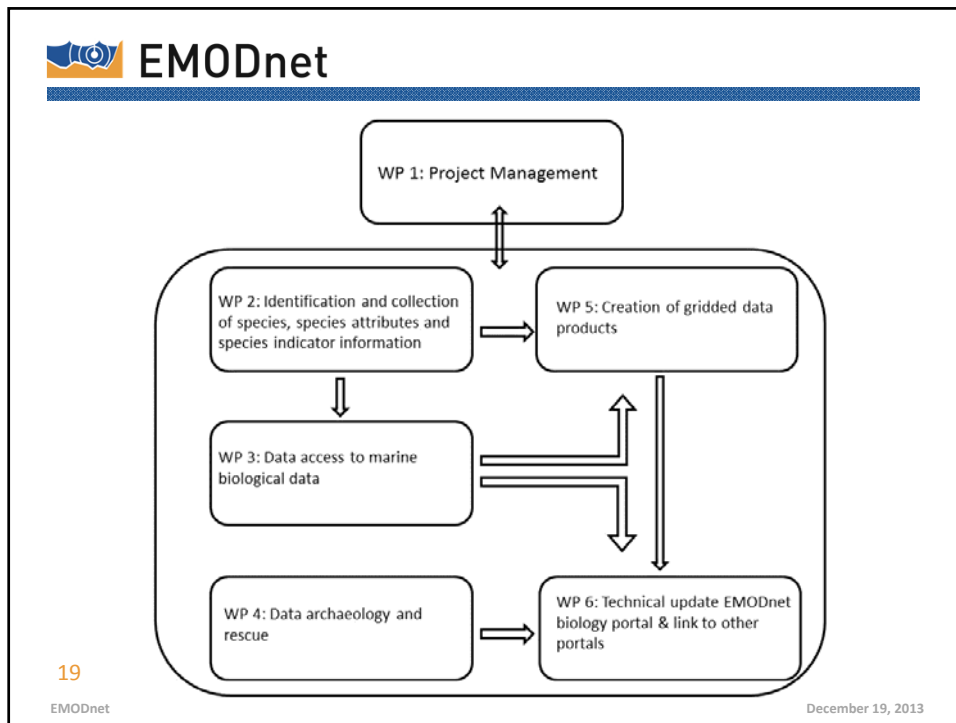 EMODnet
WP 1: Project Management
WP 2: Identification and collection
of species, species attributes and
species indicator information
WP 5: Creation of gridded data
products
WP 3: Data access to marine
biological data
WP 4: Data archaeology and
rescue
WP 6: Technical update EMODnet
biology portal & link to other
portals
19
EMODnet
December 19, 2013